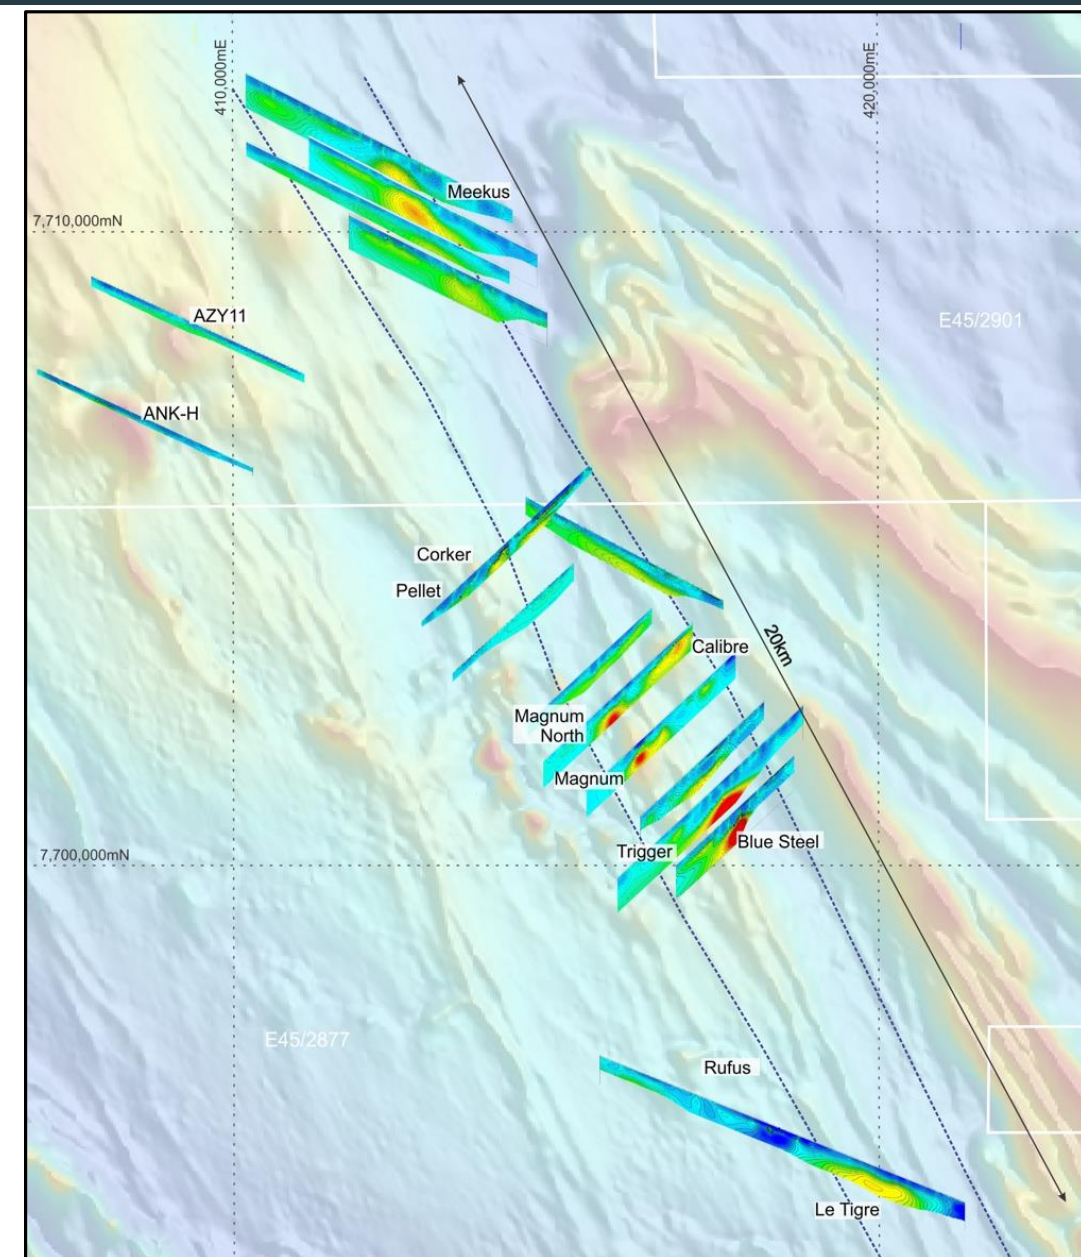 410,000mE
420,000mE
Meekus
7,710,000mN
AZY11
E45/2901
ANK-H
Corker
Pellet
20km
Calibre
Magnum
North
Magnum
Blue Steel
Trigger
7,700,000mN
E45/2877
Rufus
Le Tigre